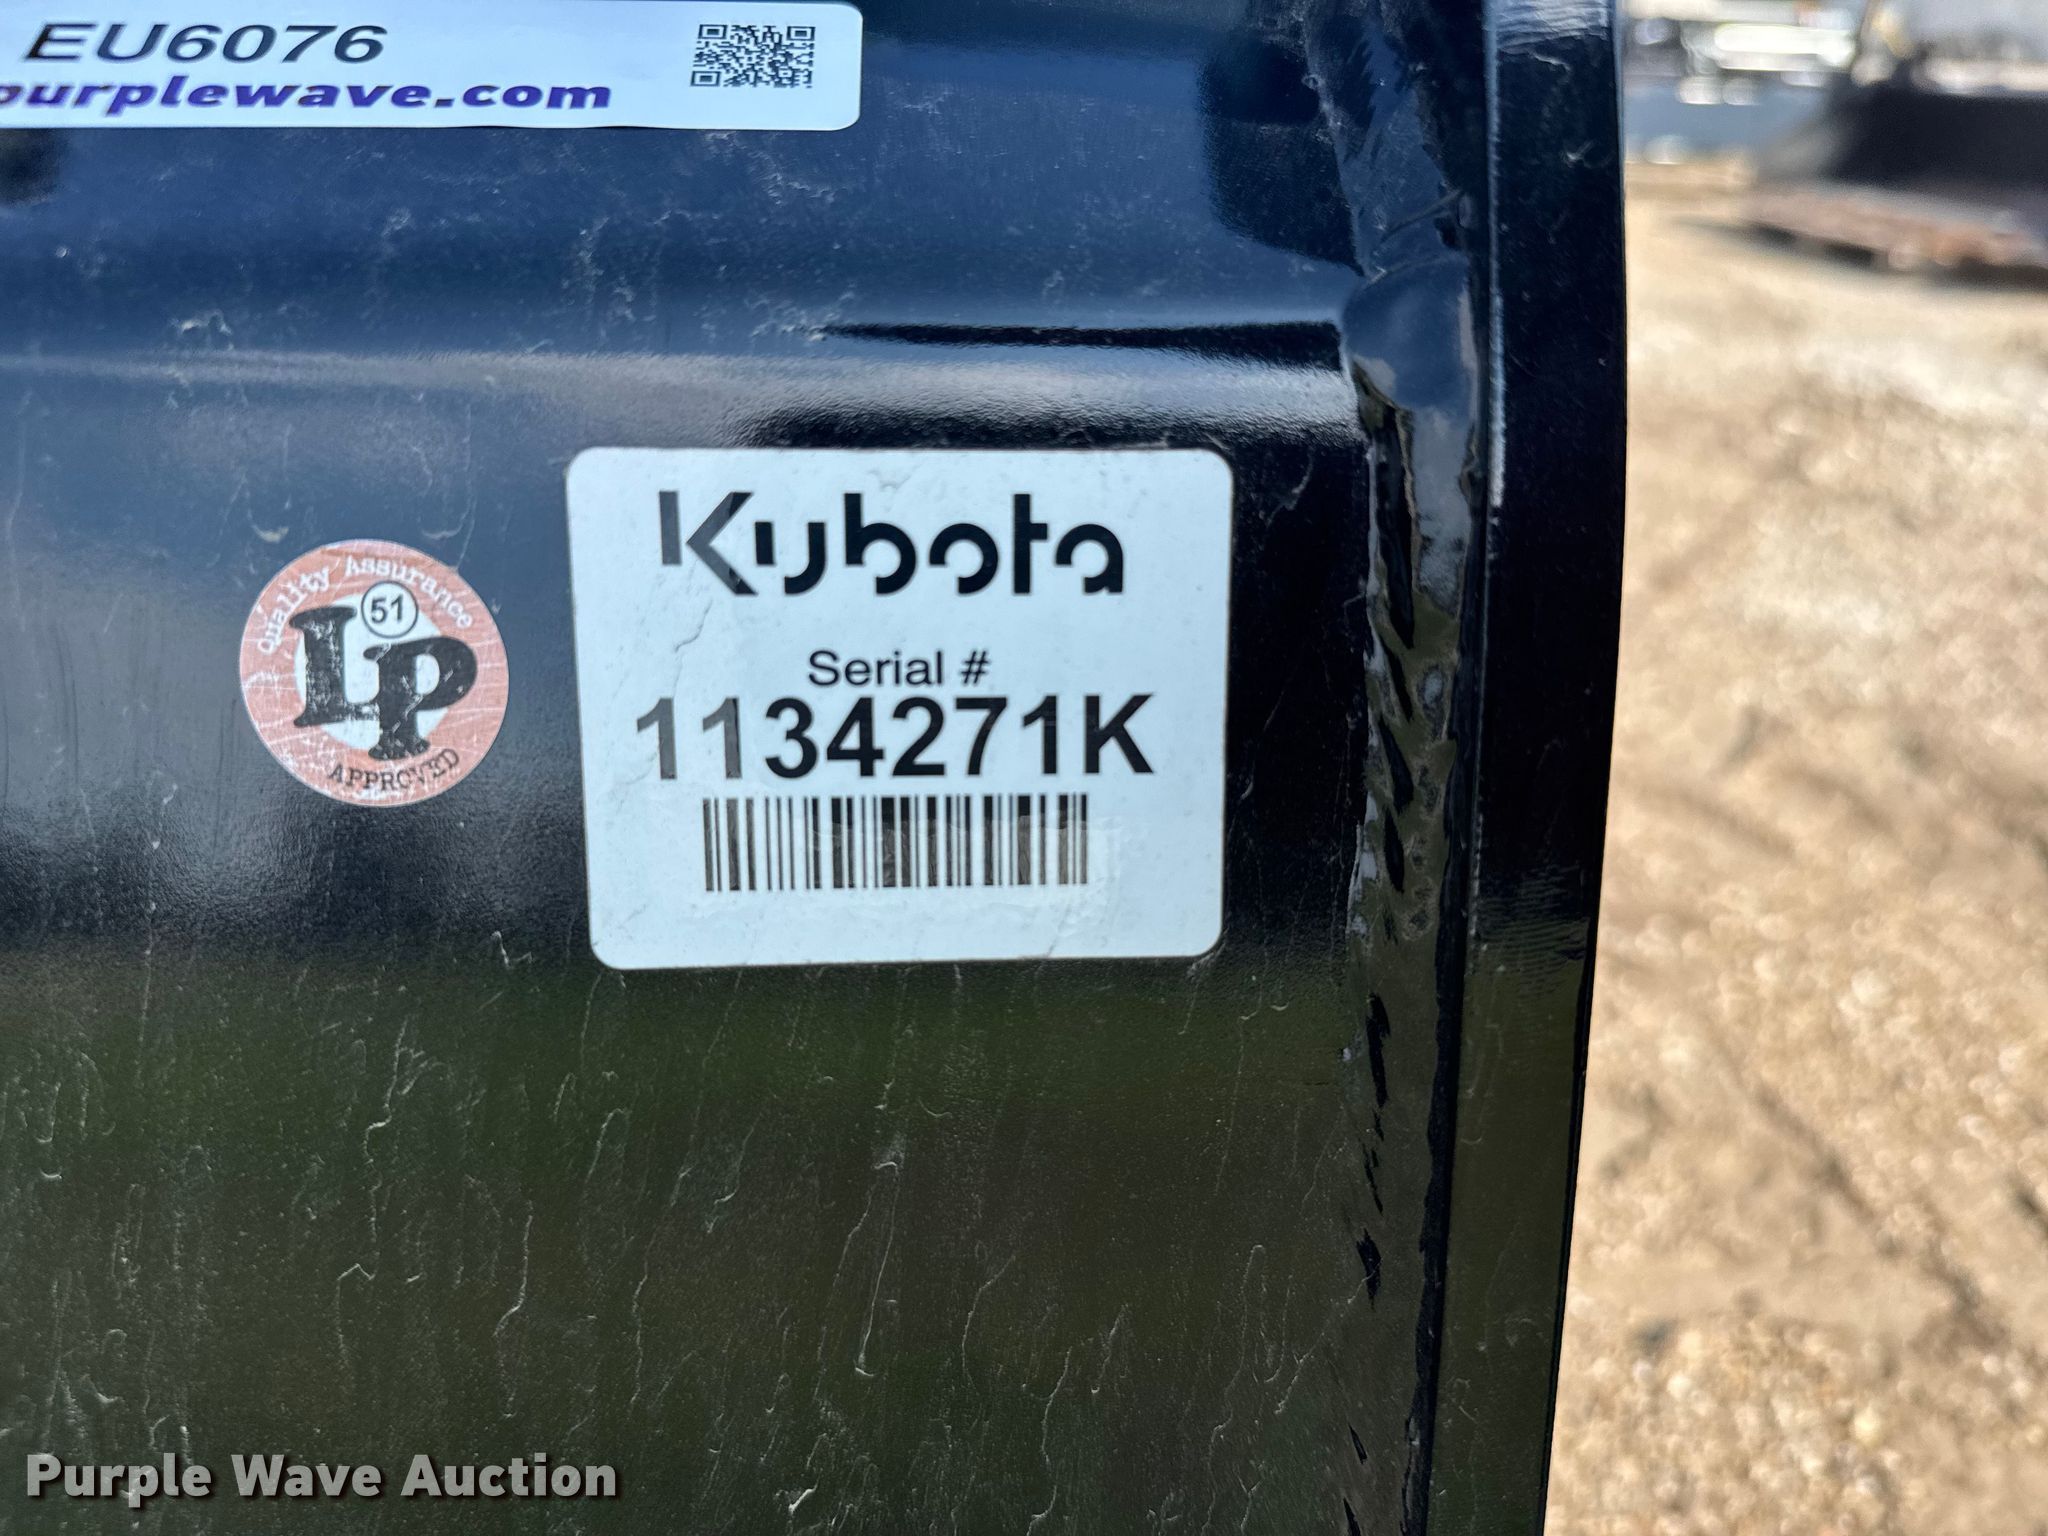 EU6076
purplewave.com
Kubota
Serial #
1134271K
Quality Assurance
51
LP
APPROVED
Purple Wave Auction